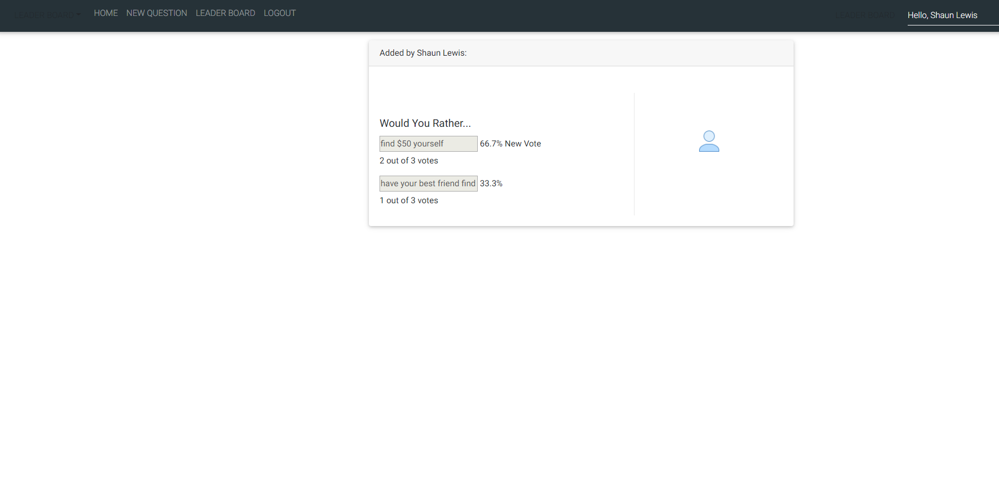 LEADER BOARD HOME NEW QUESTION LEADER BOARD LOGOUT LEADER BOARD Hello, Shaun Lewis
Added by Shaun Lewis:
Would You Rather...
find $50 yourself 66.7% New Vote
2 out of 3 votes
have your best friend find 33.3%
1 out of 3 votes